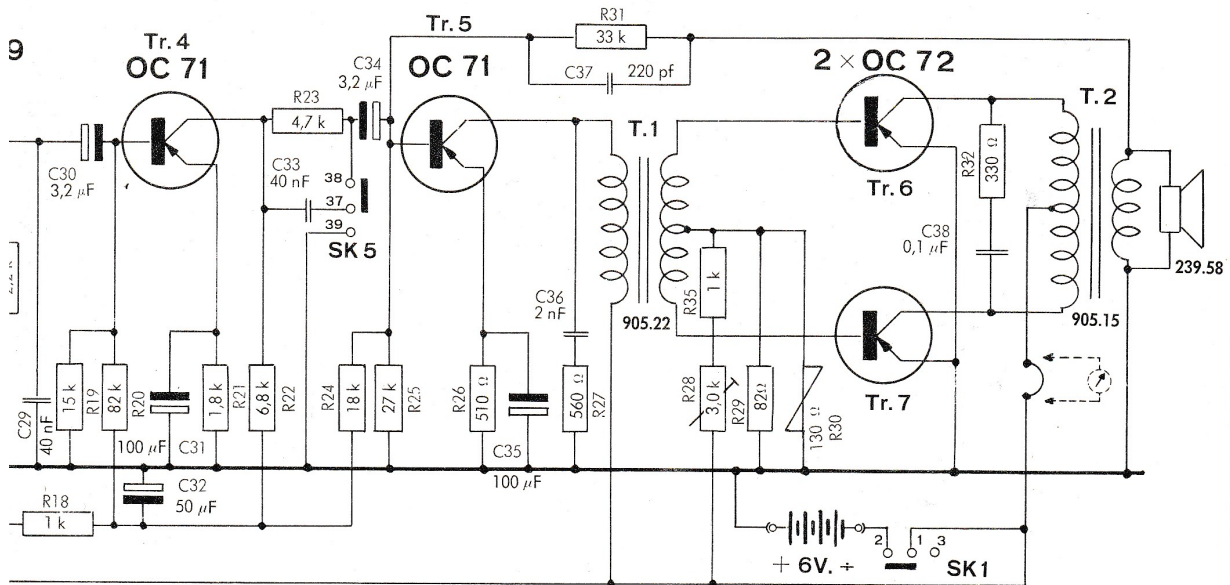 9
Tr. 4
OC 71
C30
3,2 µF
C29
40 nF
15 k
R19
82 k
R20
100 µF
C31
1,8 k
R21
6,8 k
R22
R23
4,7 k
C33
40 nF
C34
3,2 µF
38
37
39
SK 5
Tr. 5
OC 71
R31
33 k
C37
220 pf
R24
18 k
27 k
R25
R26
510 Ω
C35
100 µF
C36
2 nF
560 Ω
R27
T.1
905.22
R35
1 k
R28
3,0 k
R29
82Ω
130 Ω
R30
2 × OC 72
Tr. 6
Tr. 7
R32
330 Ω
C38
0,1 µF
T. 2
905.15
239.58
C32
50 µF
R18
1 k
+ 6V. ÷
2
1
3
SK1